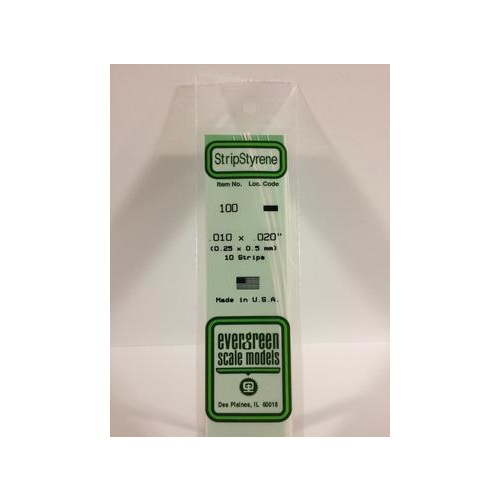 StripStyrene
Item No. Loc. Code
100
.010 x .020"
(0.25 x 0.5 mm)
10 Strips
Made in U.S.A.
evergreen
scale models
Des Plaines, IL 60018